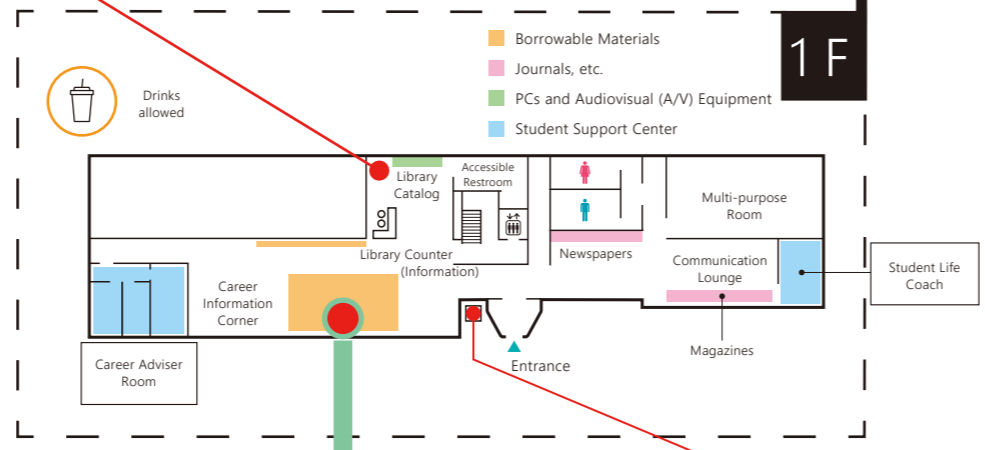 1 F
Borrowable Materials
Journals, etc.
PCs and Audiovisual (A/V) Equipment
Student Support Center
Drinks
allowed
Library
Catalog
Accessible
Restroom
Multi-purpose
Room
Library Counter
(Information)
Newspapers
Communication
Lounge
Student Life
Coach
Career
Information
Corner
Magazines
Entrance
Career Adviser
Room